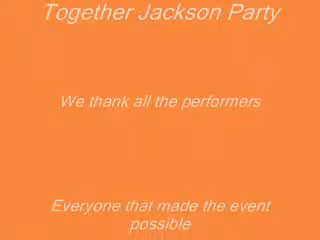 Together Jackson Party
We thank all the performers
Everyone that made the event
possible